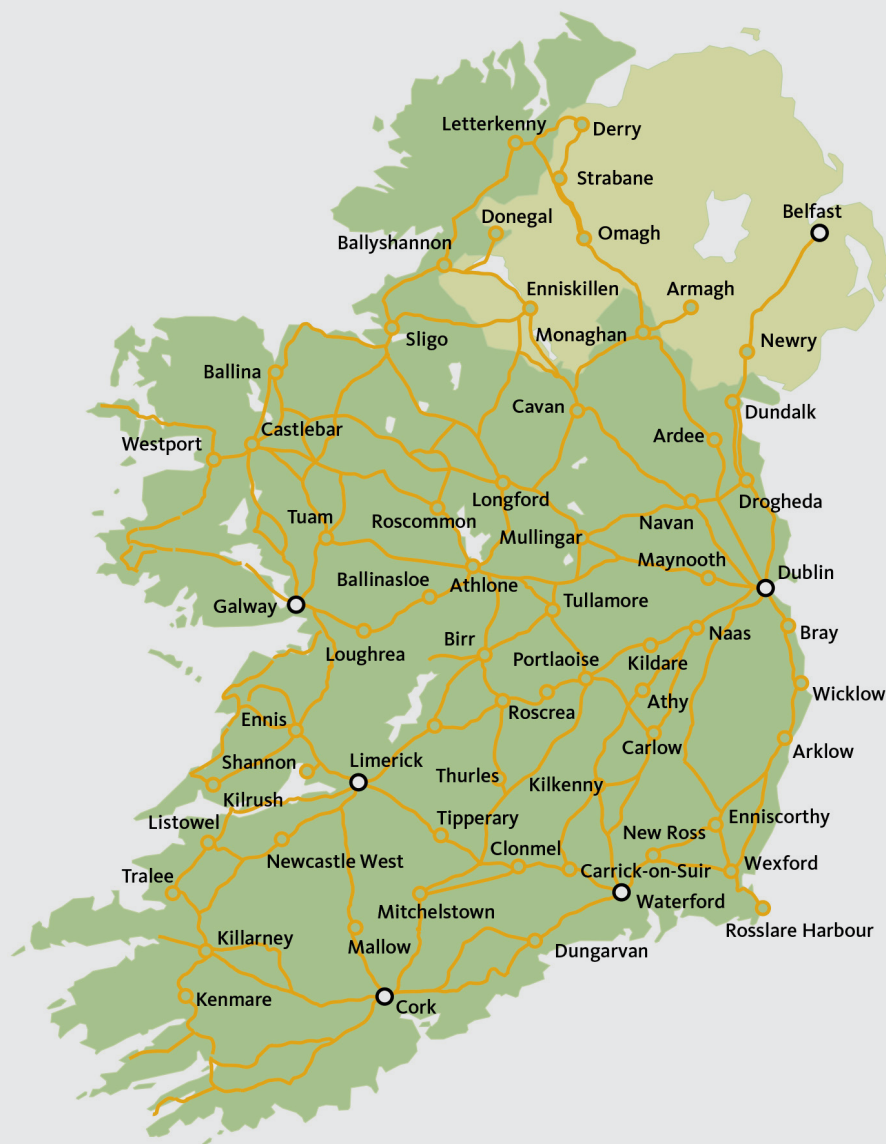 Letterkenny
Derry
Strabane
Belfast
Donegal
Omagh
Ballyshannon
Enniskillen
Armagh
Monaghan
Sligo
Newry
Ballina
Cavan
Dundalk
Castlebar
Westport
Ardee
Longford
Drogheda
Tuam
Roscommon
Navan
Mullingar
Maynooth
Dublin
Ballinasloe
Athlone
Galway
Tullamore
Loughrea
Birr
Naas
Bray
Portlaoise
Kildare
Wicklow
Athy
Ennis
Roscrea
Carlow
Arklow
Shannon
Limerick
Thurles
Kilkenny
Kilrush
Listowel
Tipperary
Enniscorthy
New Ross
Clonmel
Newcastle West
Wexford
Tralee
Carrick-on-Suir
Waterford
Mitchelstown
Rosslare Harbour
Killarney
Mallow
Dungarvan
Kenmare
Cork